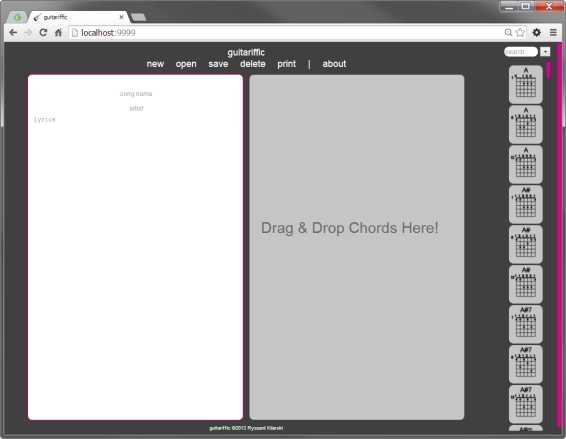 guitariffic
localhost:9999
guitariffic
new open save delete print | about
search +
song name
artist
lyrics
Drag & Drop Chords Here!
A
A
A
A#
A#
A#
A#7
A#7
A#7
A#m
guitariffic ©2013 Ryszard Kilarski